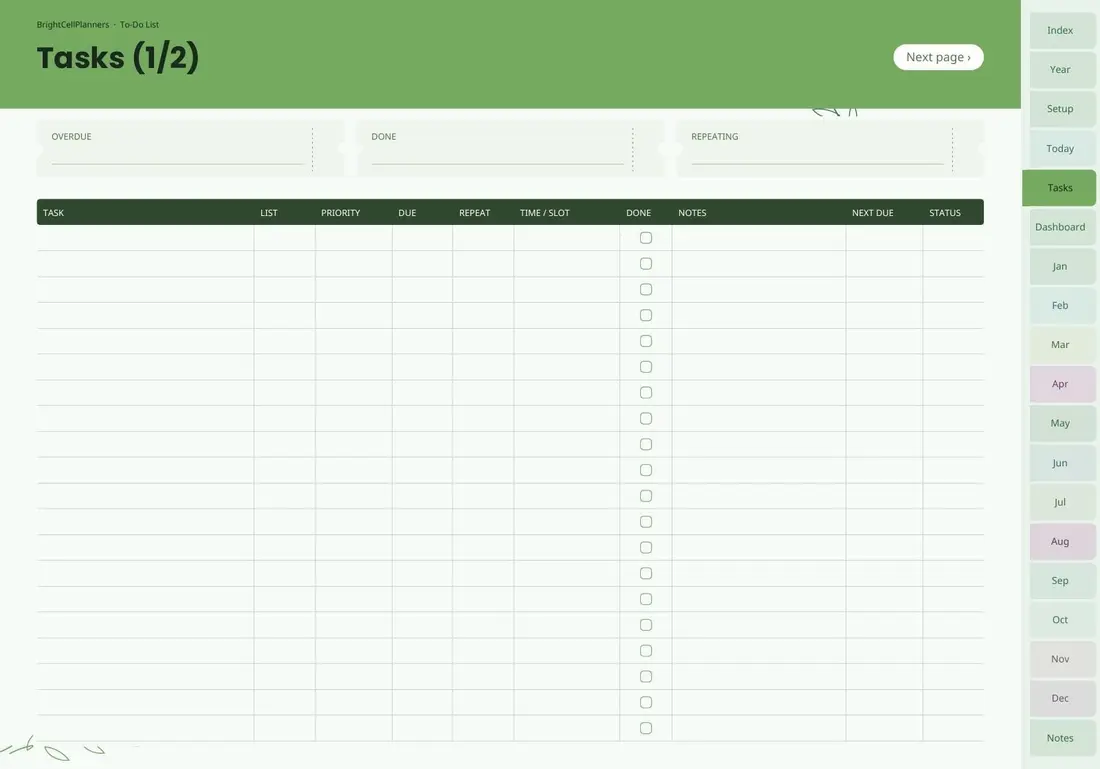 BrightCellPlanners · To-Do List
Tasks (1/2)
Next page ›
OVERDUE
DONE
REPEATING
TASK LIST PRIORITY DUE REPEAT TIME / SLOT DONE NOTES NEXT DUE STATUS
Index
Year
Setup
Today
Tasks
Dashboard
Jan
Feb
Mar
Apr
May
Jun
Jul
Aug
Sep
Oct
Nov
Dec
Notes